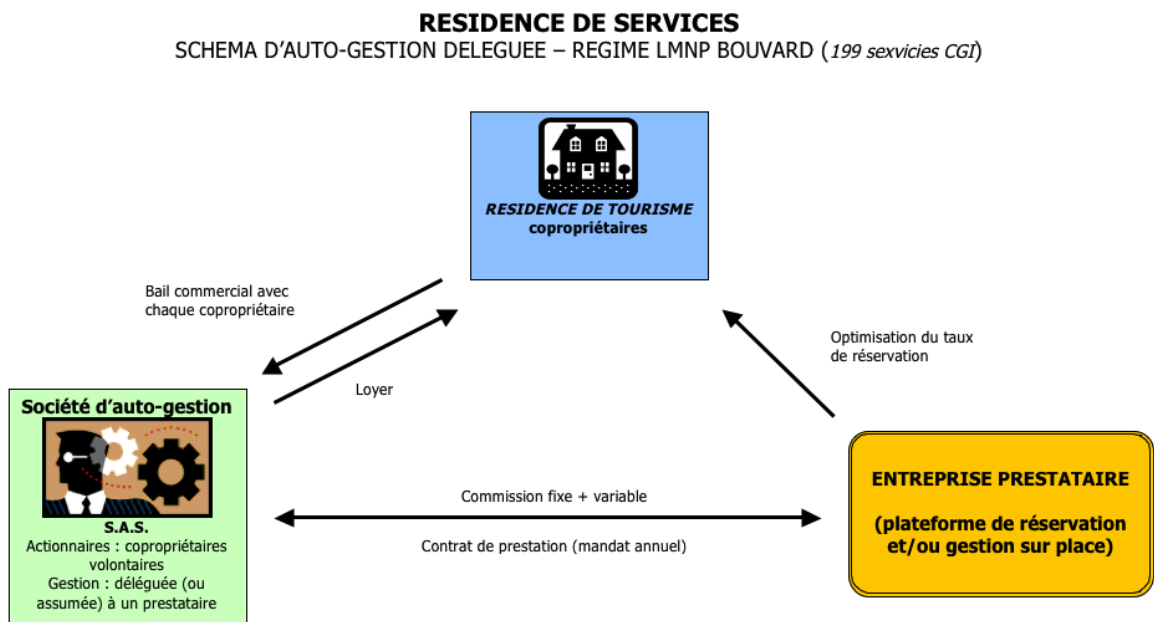 RESIDENCE DE SERVICES
SCHEMA D'AUTO-GESTION DELEGUEE – REGIME LMNP BOUVARD (199 sexvicies CGI)
RESIDENCE DE TOURISME
copropriétaires
Bail commercial avec
chaque copropriétaire
Loyer
Optimisation du taux
de réservation
Société d'auto-gestion
S.A.S.
Actionnaires : copropriétaires
volontaires
Gestion : déléguée (ou
assumée) à un prestataire
Commission fixe + variable
Contrat de prestation (mandat annuel)
ENTREPRISE PRESTATAIRE
(plateforme de réservation
et/ou gestion sur place)